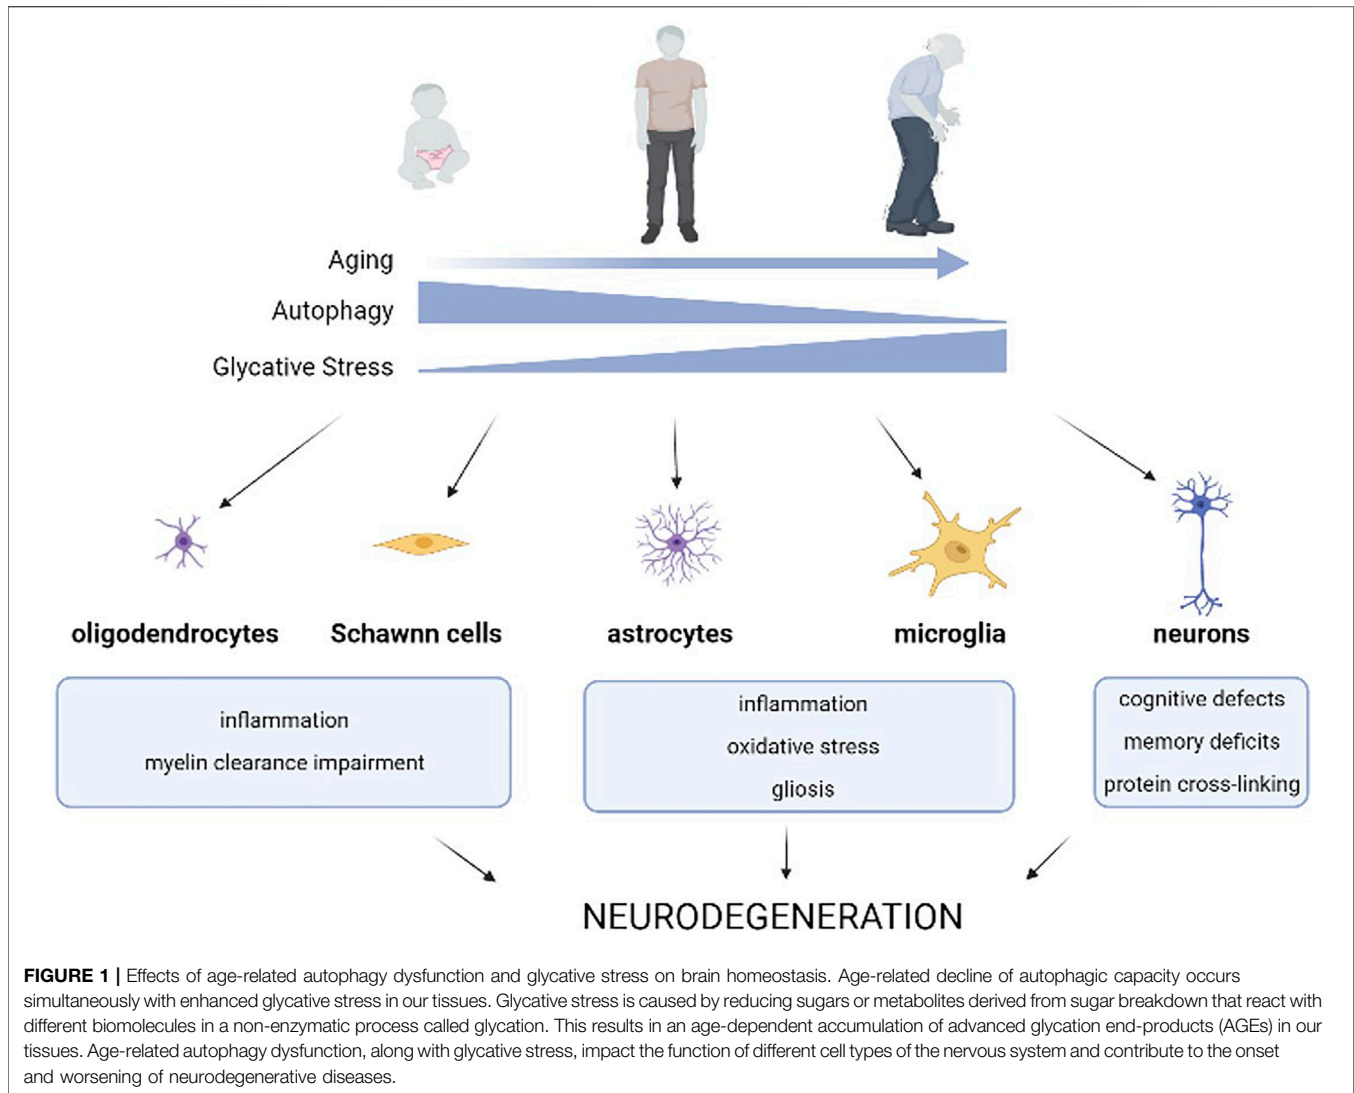 Aging
Autophagy
Glycative Stress
oligodendrocytes
Schawnn cells
astrocytes
microglia
neurons
inflammation
myelin clearance impairment
inflammation
oxidative stress
gliosis
cognitive defects
memory deficits
protein cross-linking
NEURODEGENERATION
FIGURE 1 | Effects of age-related autophagy dysfunction and glycative stress on brain homeostasis. Age-related decline of autophagic capacity occurs
simultaneously with enhanced glycative stress in our tissues. Glycative stress is caused by reducing sugars or metabolites derived from sugar breakdown that react with
different biomolecules in a non-enzymatic process called glycation. This results in an age-dependent accumulation of advanced glycation end-products (AGEs) in our
tissues. Age-related autophagy dysfunction, along with glycative stress, impact the function of different cell types of the nervous system and contribute to the onset
and worsening of neurodegenerative diseases.